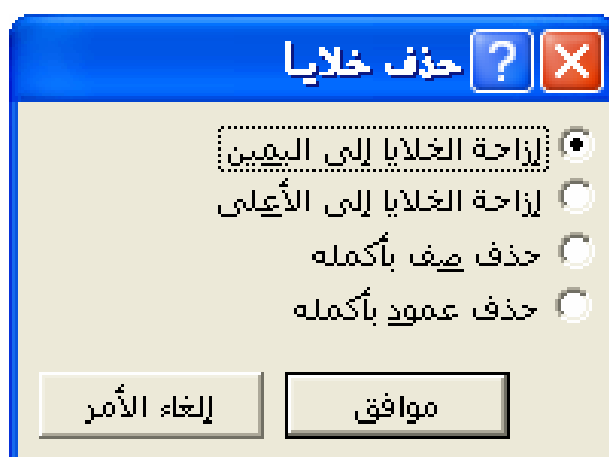 حذف خلايا
إزاحة الخلايا إلى اليمين
إزاحة الخلايا إلى الأعلى
حذف صف بأكمله
حذف عمود بأكمله
موافق
إلغاء الأمر